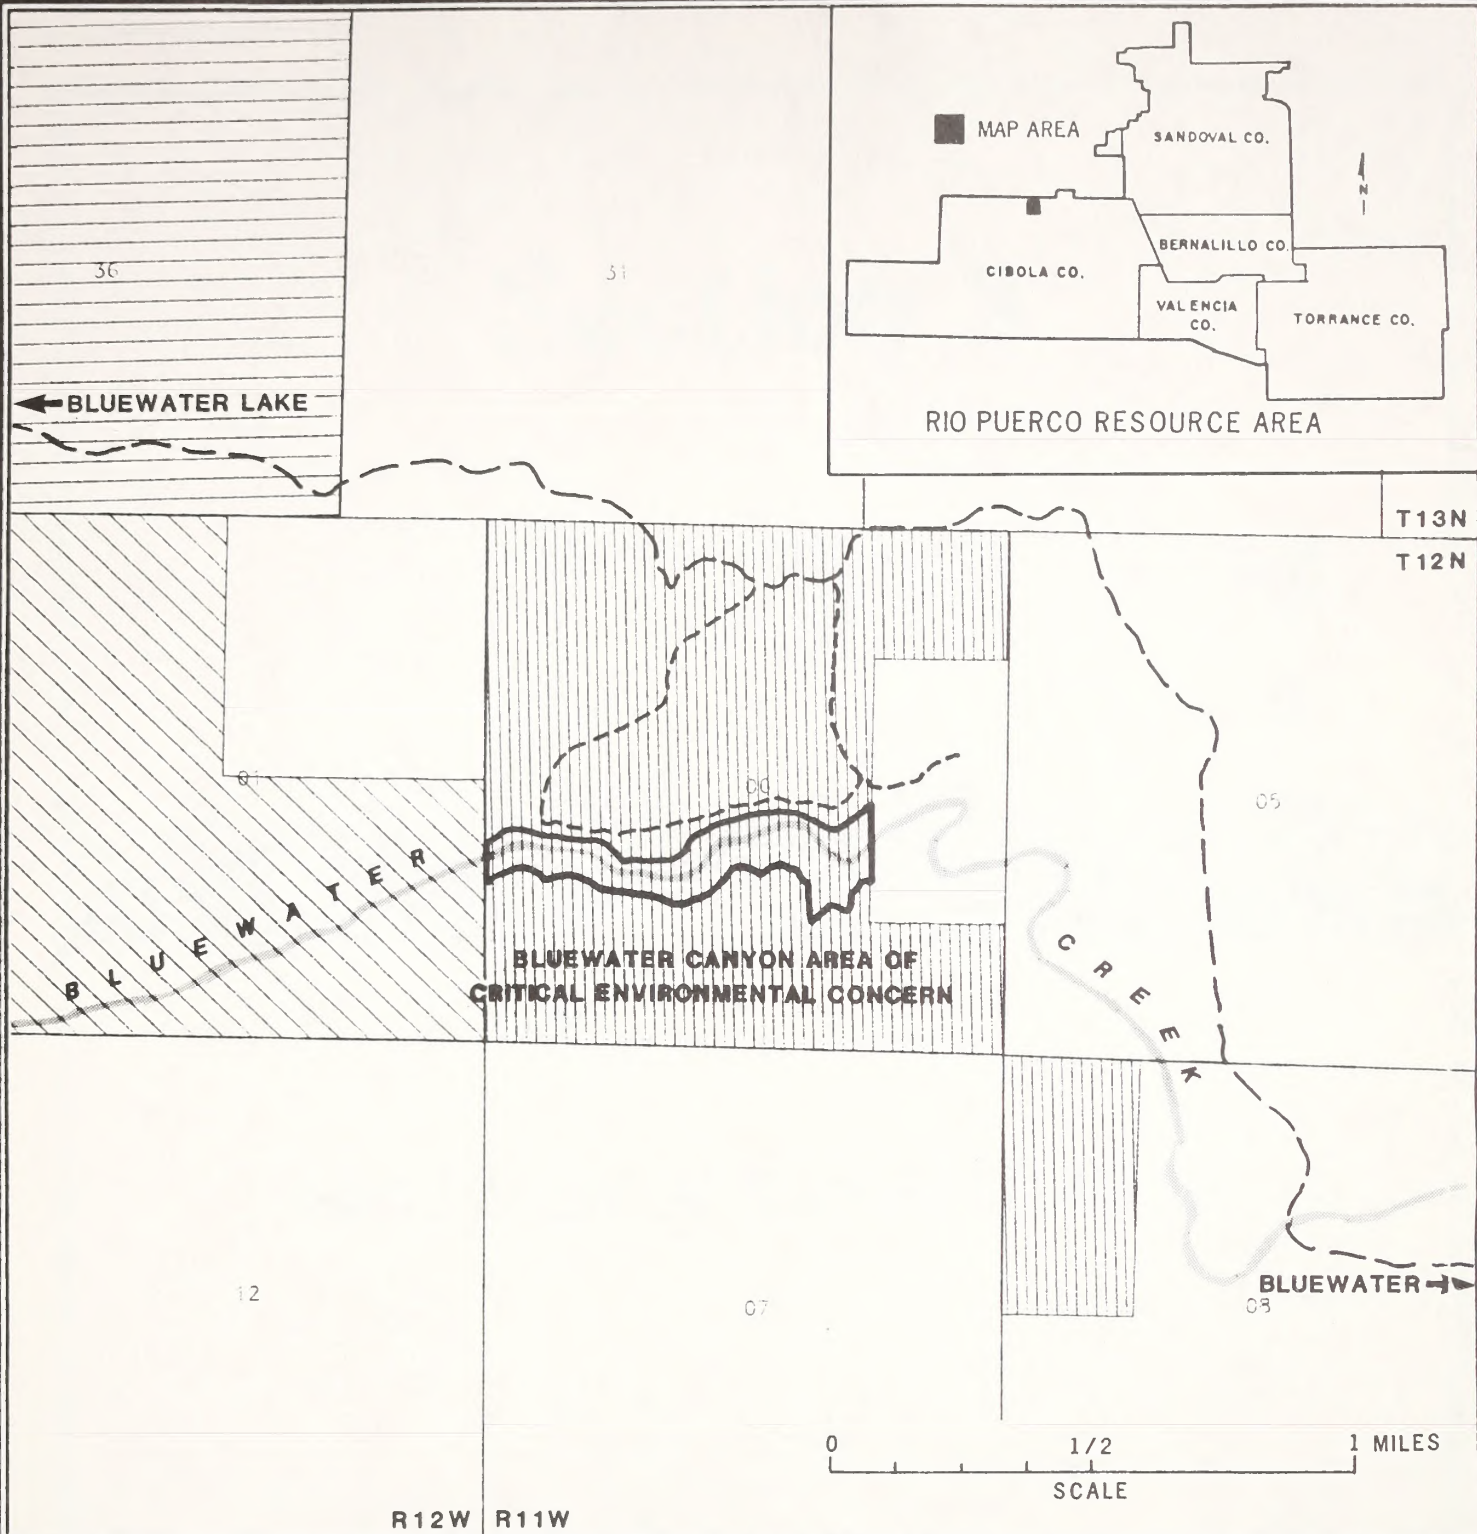 MAP AREA
SANDOVAL CO.
N
BERNALILLO CO.
CIBOLA CO.
VALENCIA
CO.
TORRANCE CO.
RIO PUERCO RESOURCE AREA
36
31
BLUEWATER LAKE
T13N
T12N
01
05
BLUEWATER
CREEK
BLUEWATER CANYON AREA OF
CRITICAL ENVIRONMENTAL CONCERN
12
07
BLUEWATER
08
0 1/2 1 MILES
SCALE
R12W R11W